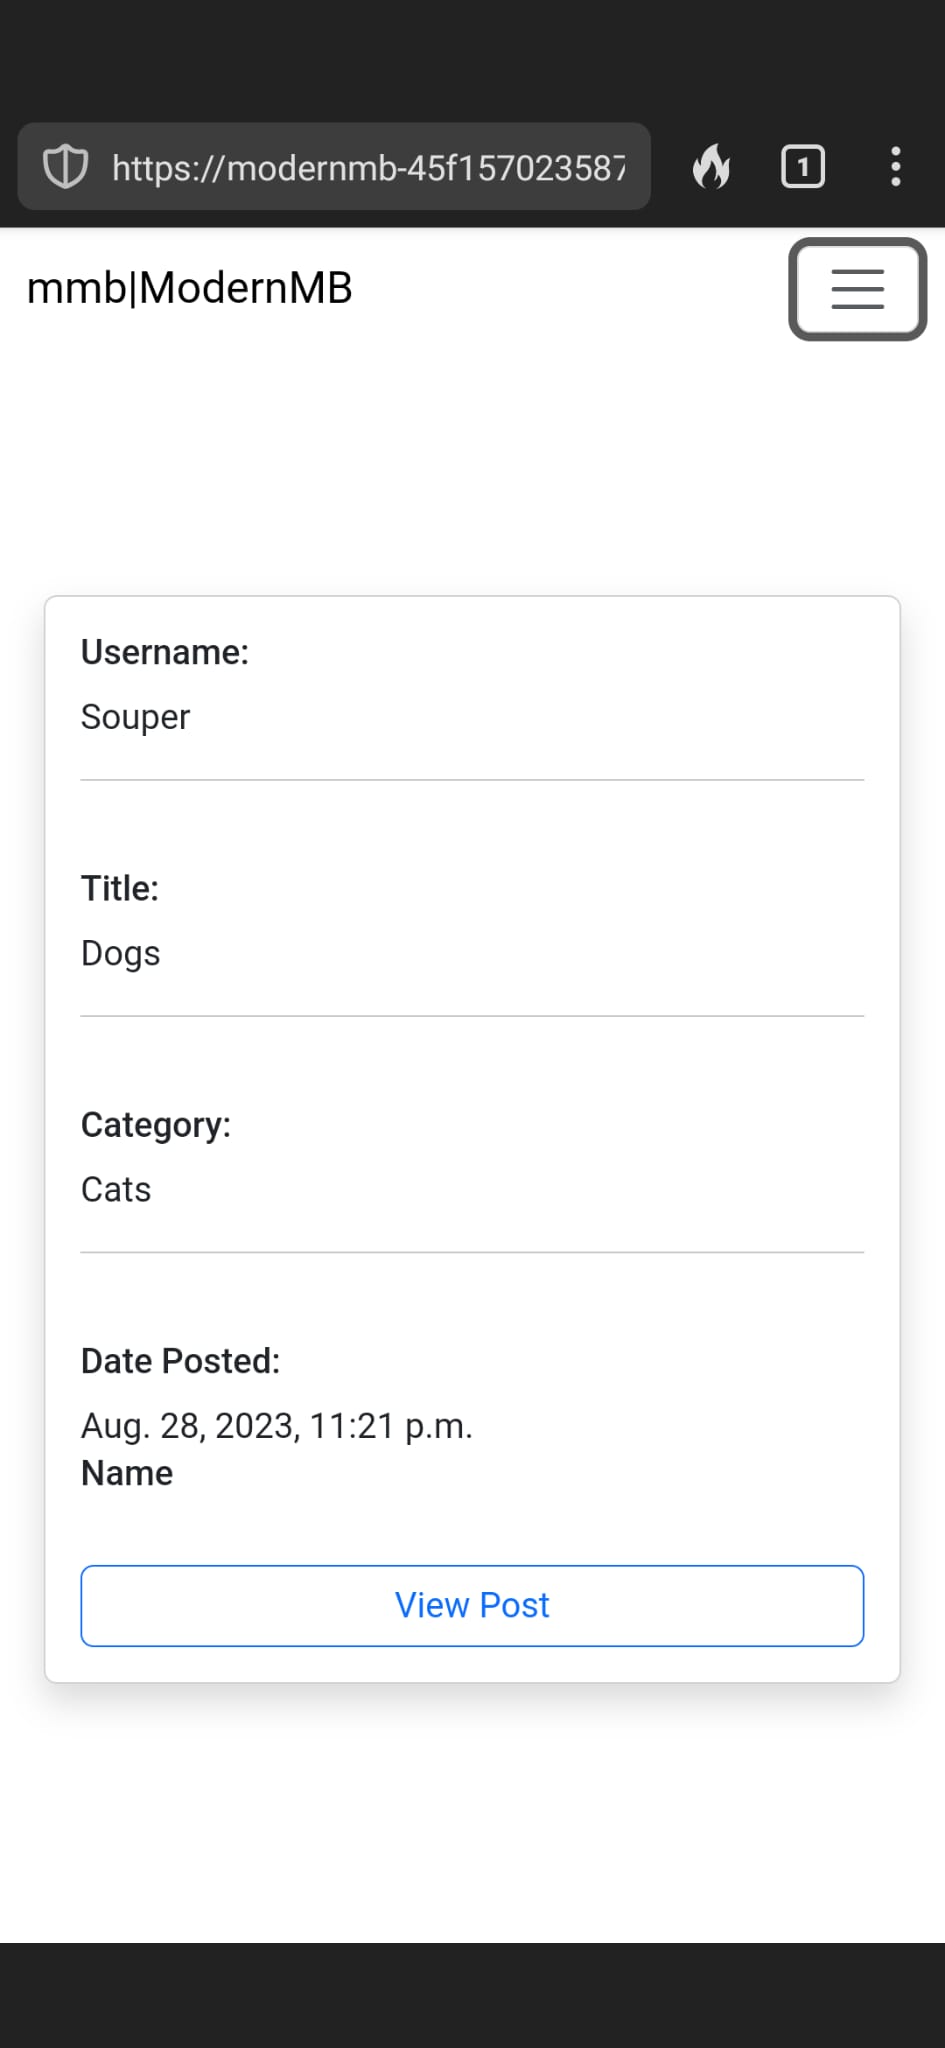 https://modernmb-45f157023587
1
mmb|ModernMB
Username:
Souper
Title:
Dogs
Category:
Cats
Date Posted:
Aug. 28, 2023, 11:21 p.m.
Name
View Post